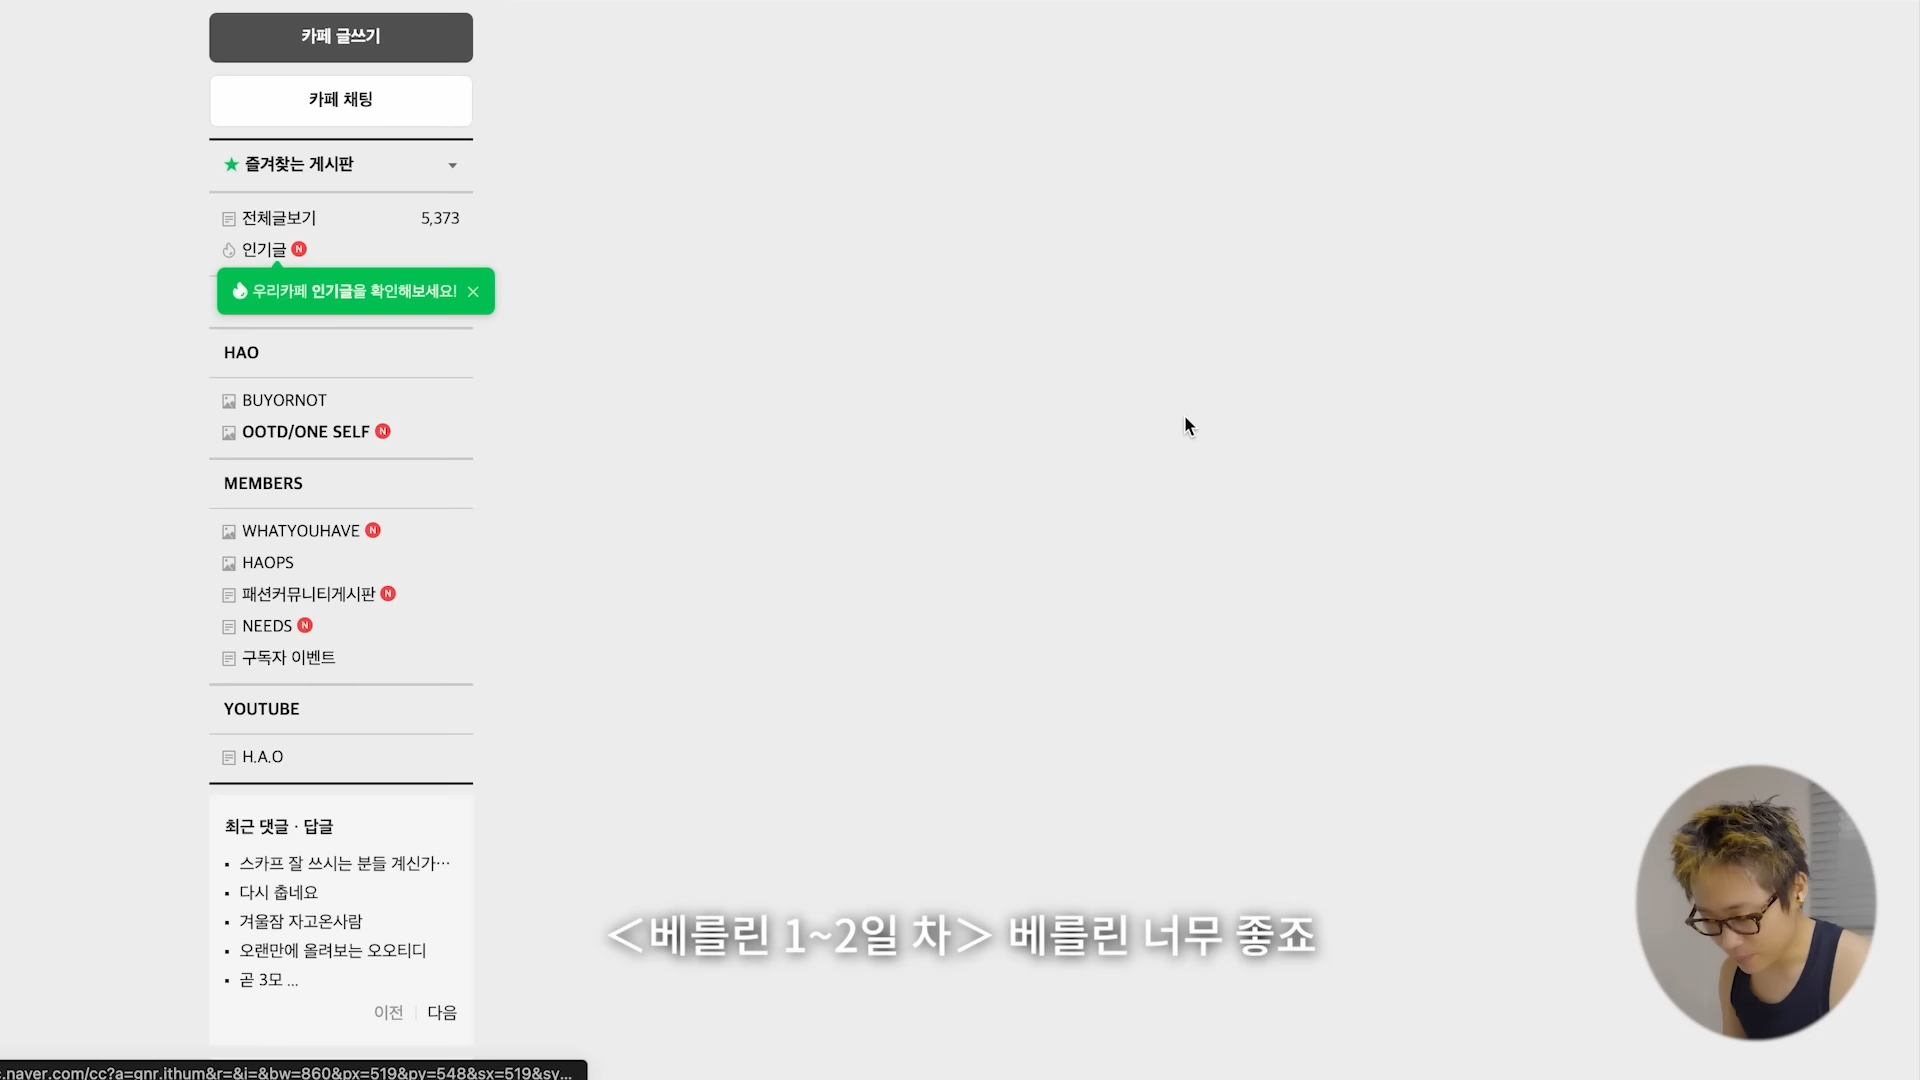 카페 글쓰기
카페 채팅
즐겨찾는 게시판
전체글보기 5,373
인기글 N
우리카페 인기글을 확인해보세요!
HAO
BUYORNOT
OOTD/ONE SELF N
MEMBERS
WHATYOUHAVE N
HAOPS
패션커뮤니티게시판 N
NEEDS N
구독자 이벤트
YOUTUBE
H.A.O
최근 댓글 · 답글
스카프 잘 쓰시는 분들 계신가…
다시 춥네요
겨울잠 자고온사람
오랜만에 올려보는 오오티디
곧 3모 ...
이전 다음
<베를린 1~2일 차> 베를린 너무 좋죠
c.naver.com/cc?a=gnr.ithum&r=&i=&bw=860&px=519&py=548&sx=519&sy...